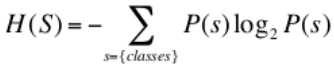 H(S) = − ∑ P(s) log₂ P(s)
s={classes}